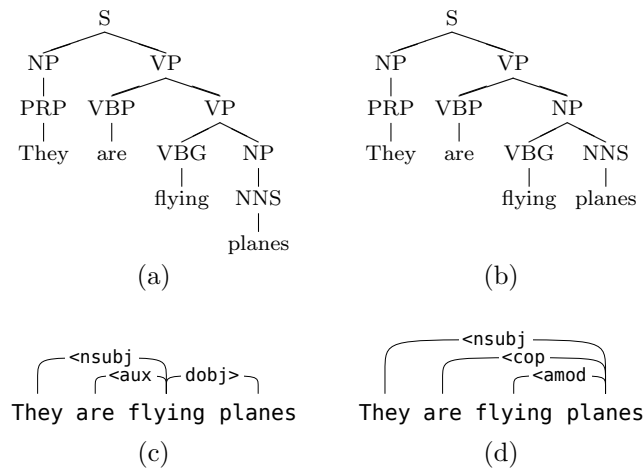 S
NP VP
PRP VBP VP
They are VBG NP
flying NNS
planes
(a)
S
NP VP
PRP VBP NP
They are VBG NNS
flying planes
(b)
<nsubj
<aux dobj>
They are flying planes
(c)
<nsubj
<cop
<amod
They are flying planes
(d)